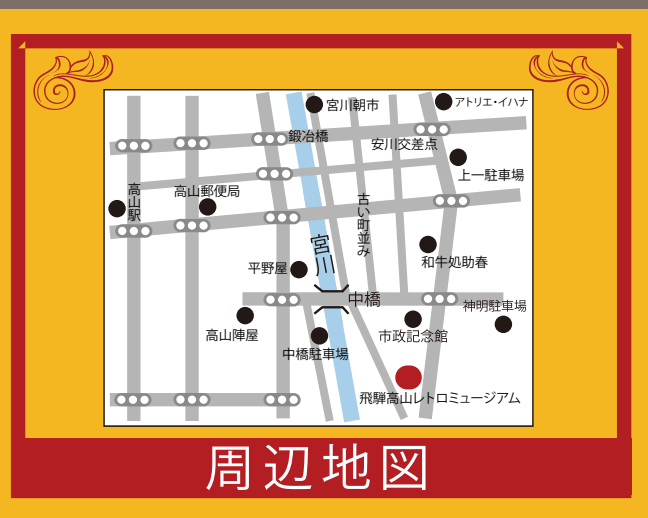 宮川朝市
アトリエ・イハナ
鍛冶橋
安川交差点
上一駐車場
高山駅
高山郵便局
古い町並み
宮川
和牛処助春
平野屋
中橋
神明駐車場
高山陣屋
市政記念館
中橋駐車場
飛騨高山レトロミュージアム
周辺地図